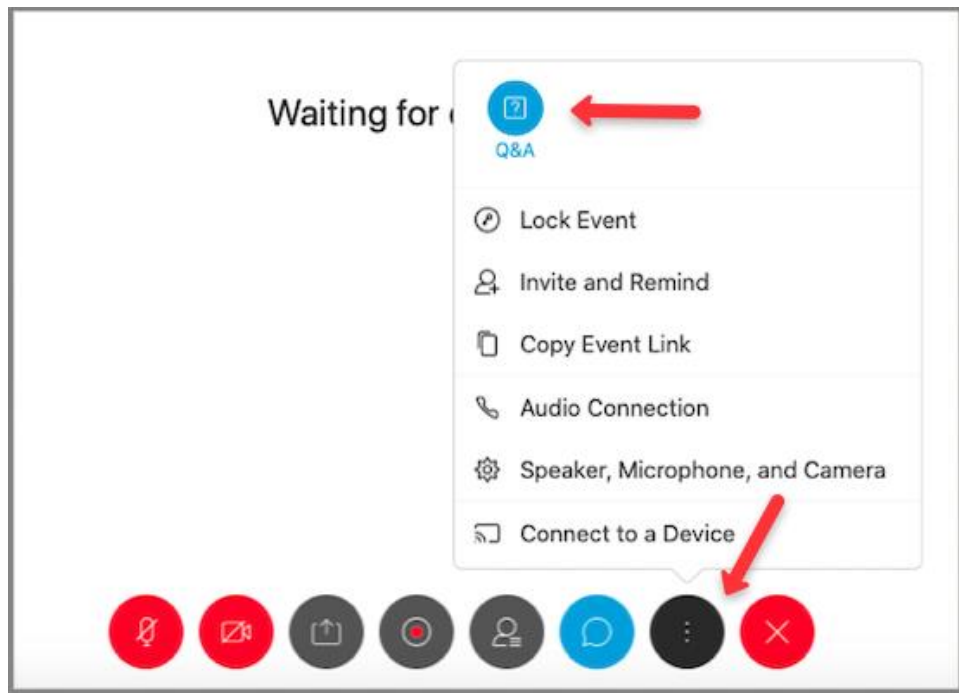 Waiting for
Q&A
Lock Event
Invite and Remind
Copy Event Link
Audio Connection
Speaker, Microphone, and Camera
Connect to a Device